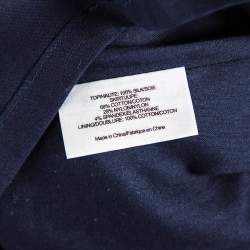 TOP/HAUTE: 100% SILK/SOIE
SKIRT/JUPE:
68% COTTON/COTON
28% NYLON/NYLON
4% SPANDEX/ELASTHANNE
LINING/DOUBLURE: 100% COTTON/COTON
Made in China/Fabriqué en Chine